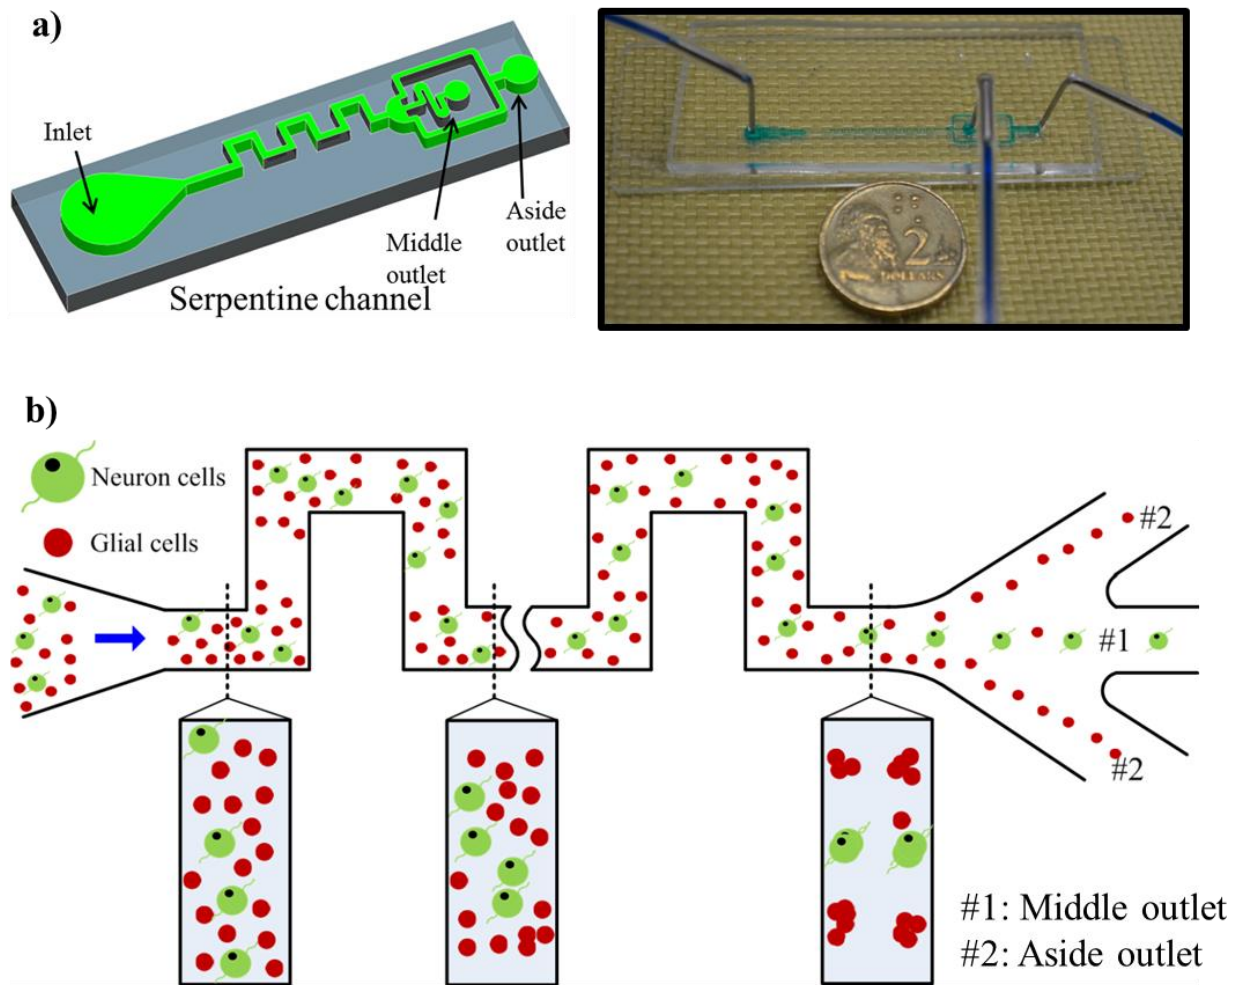 a)
Inlet
Middle
outlet
Aside
outlet
Serpentine channel
2
DOLLARS
b)
Neuron cells
Glial cells
#2
#1
#2
#1: Middle outlet
#2: Aside outlet